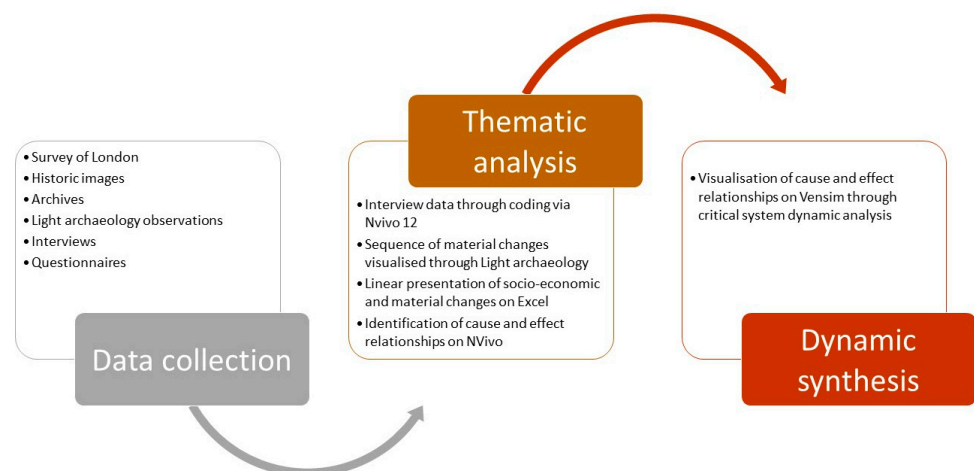 • Survey of London
• Historic images
• Archives
• Light archaeology observations
• Interviews
• Questionnaires
Data collection
Thematic
analysis
• Interview data through coding via
Nvivo 12
• Sequence of material changes
visualised through Light archaeology
• Linear presentation of socio-economic
and material changes on Excel
• Identification of cause and effect
relationships on NVivo
• Visualisation of cause and effect
relationships on Vensim through
critical system dynamic analysis
Dynamic
synthesis